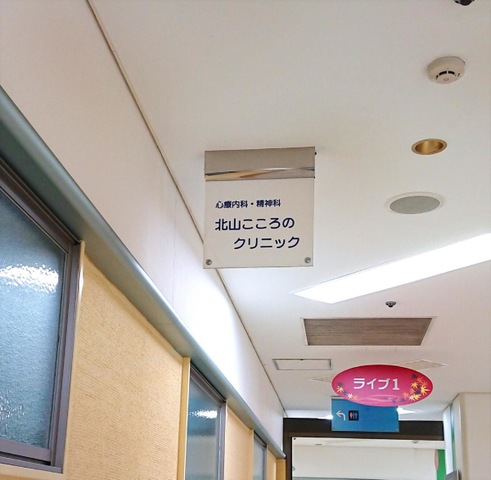 心療内科・精神科
北山こころの
クリニック
ライブ1